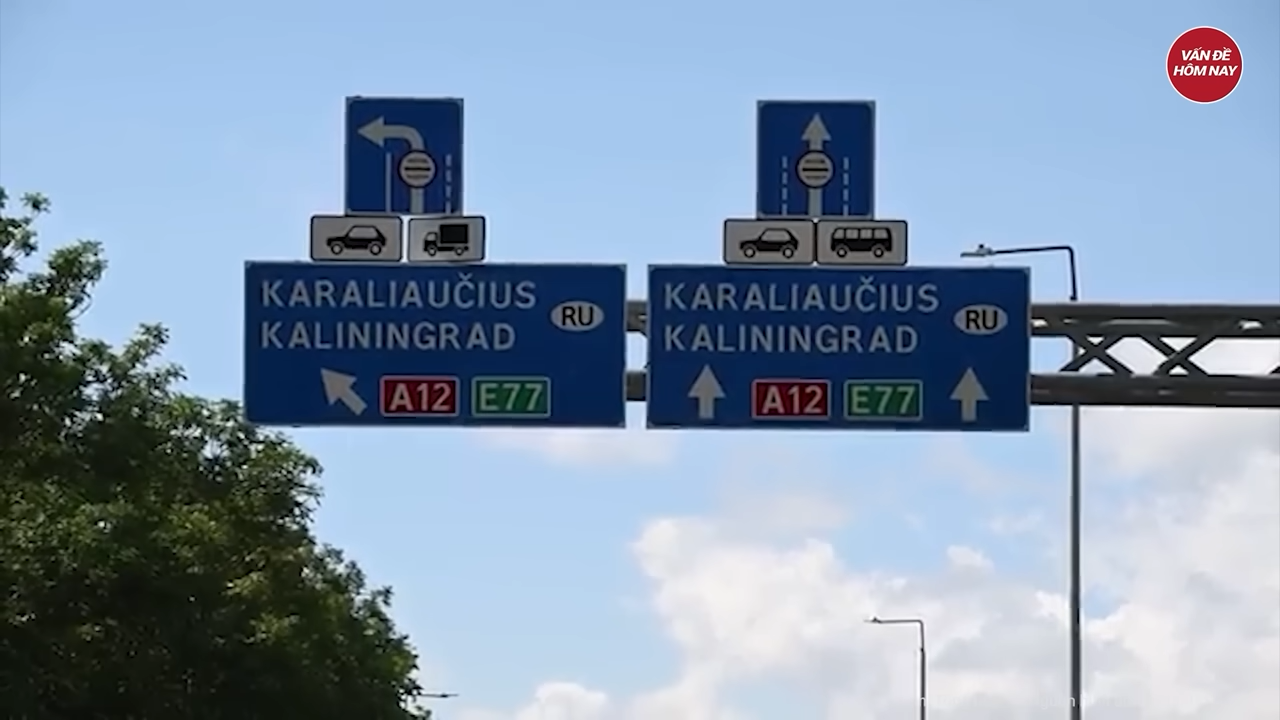 VẤN ĐỀ
HÔM NAY
KARALIAUČIUS
KALININGRAD
RU
A12
E77
KARALIAUČIUS
KALININGRAD
RU
A12
E77